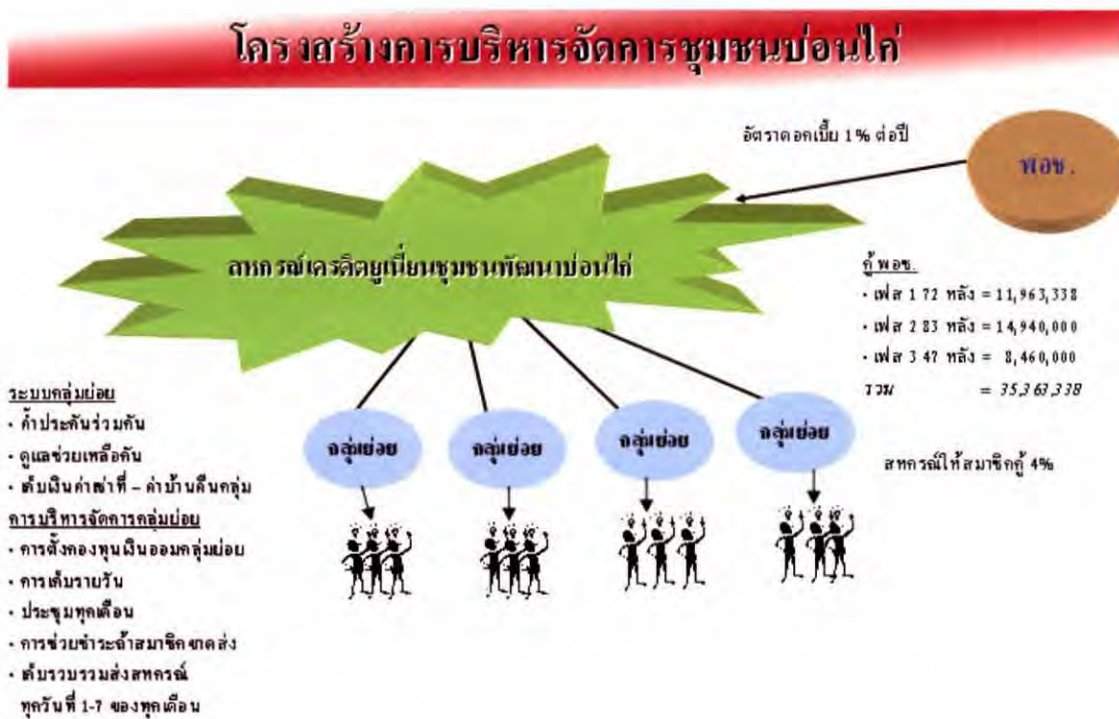 โครงสร้างการบริหารจัดการชุมชนบ่อนไก่
อัตราดอกเบี้ย 1% ต่อปี
พอช.
สหกรณ์เครดิตยูเนี่ยนชุมชนพัฒนาบ่อนไก่
กู้พอช.
· เฟส 1 72 หลัง = 11,963,338
· เฟส 2 83 หลัง = 14,940,000
· เฟส 3 47 หลัง = 8,460,000
รวม = 35,363,338
สหกรณ์ให้สมาชิกกู้ 4%
กลุ่มย่อย
กลุ่มย่อย
กลุ่มย่อย
กลุ่มย่อย
ระบบกลุ่มย่อย
· ค้ำประกันร่วมกัน
· ดูแลช่วยเหลือกัน
· เก็บเงินค่าเช่าที่ – ค่าบ้านคืนกลุ่ม
การบริหารจัดการกลุ่มย่อย
· การตั้งกองทุนเงินออมกลุ่มย่อย
· การเก็บรายวัน
· ประชุมทุกเดือน
· การช่วยชำระถ้าสมาชิกขาดส่ง
· เก็บรวบรวมส่งสหกรณ์
ทุกวันที่ 1-7 ของทุกเดือน